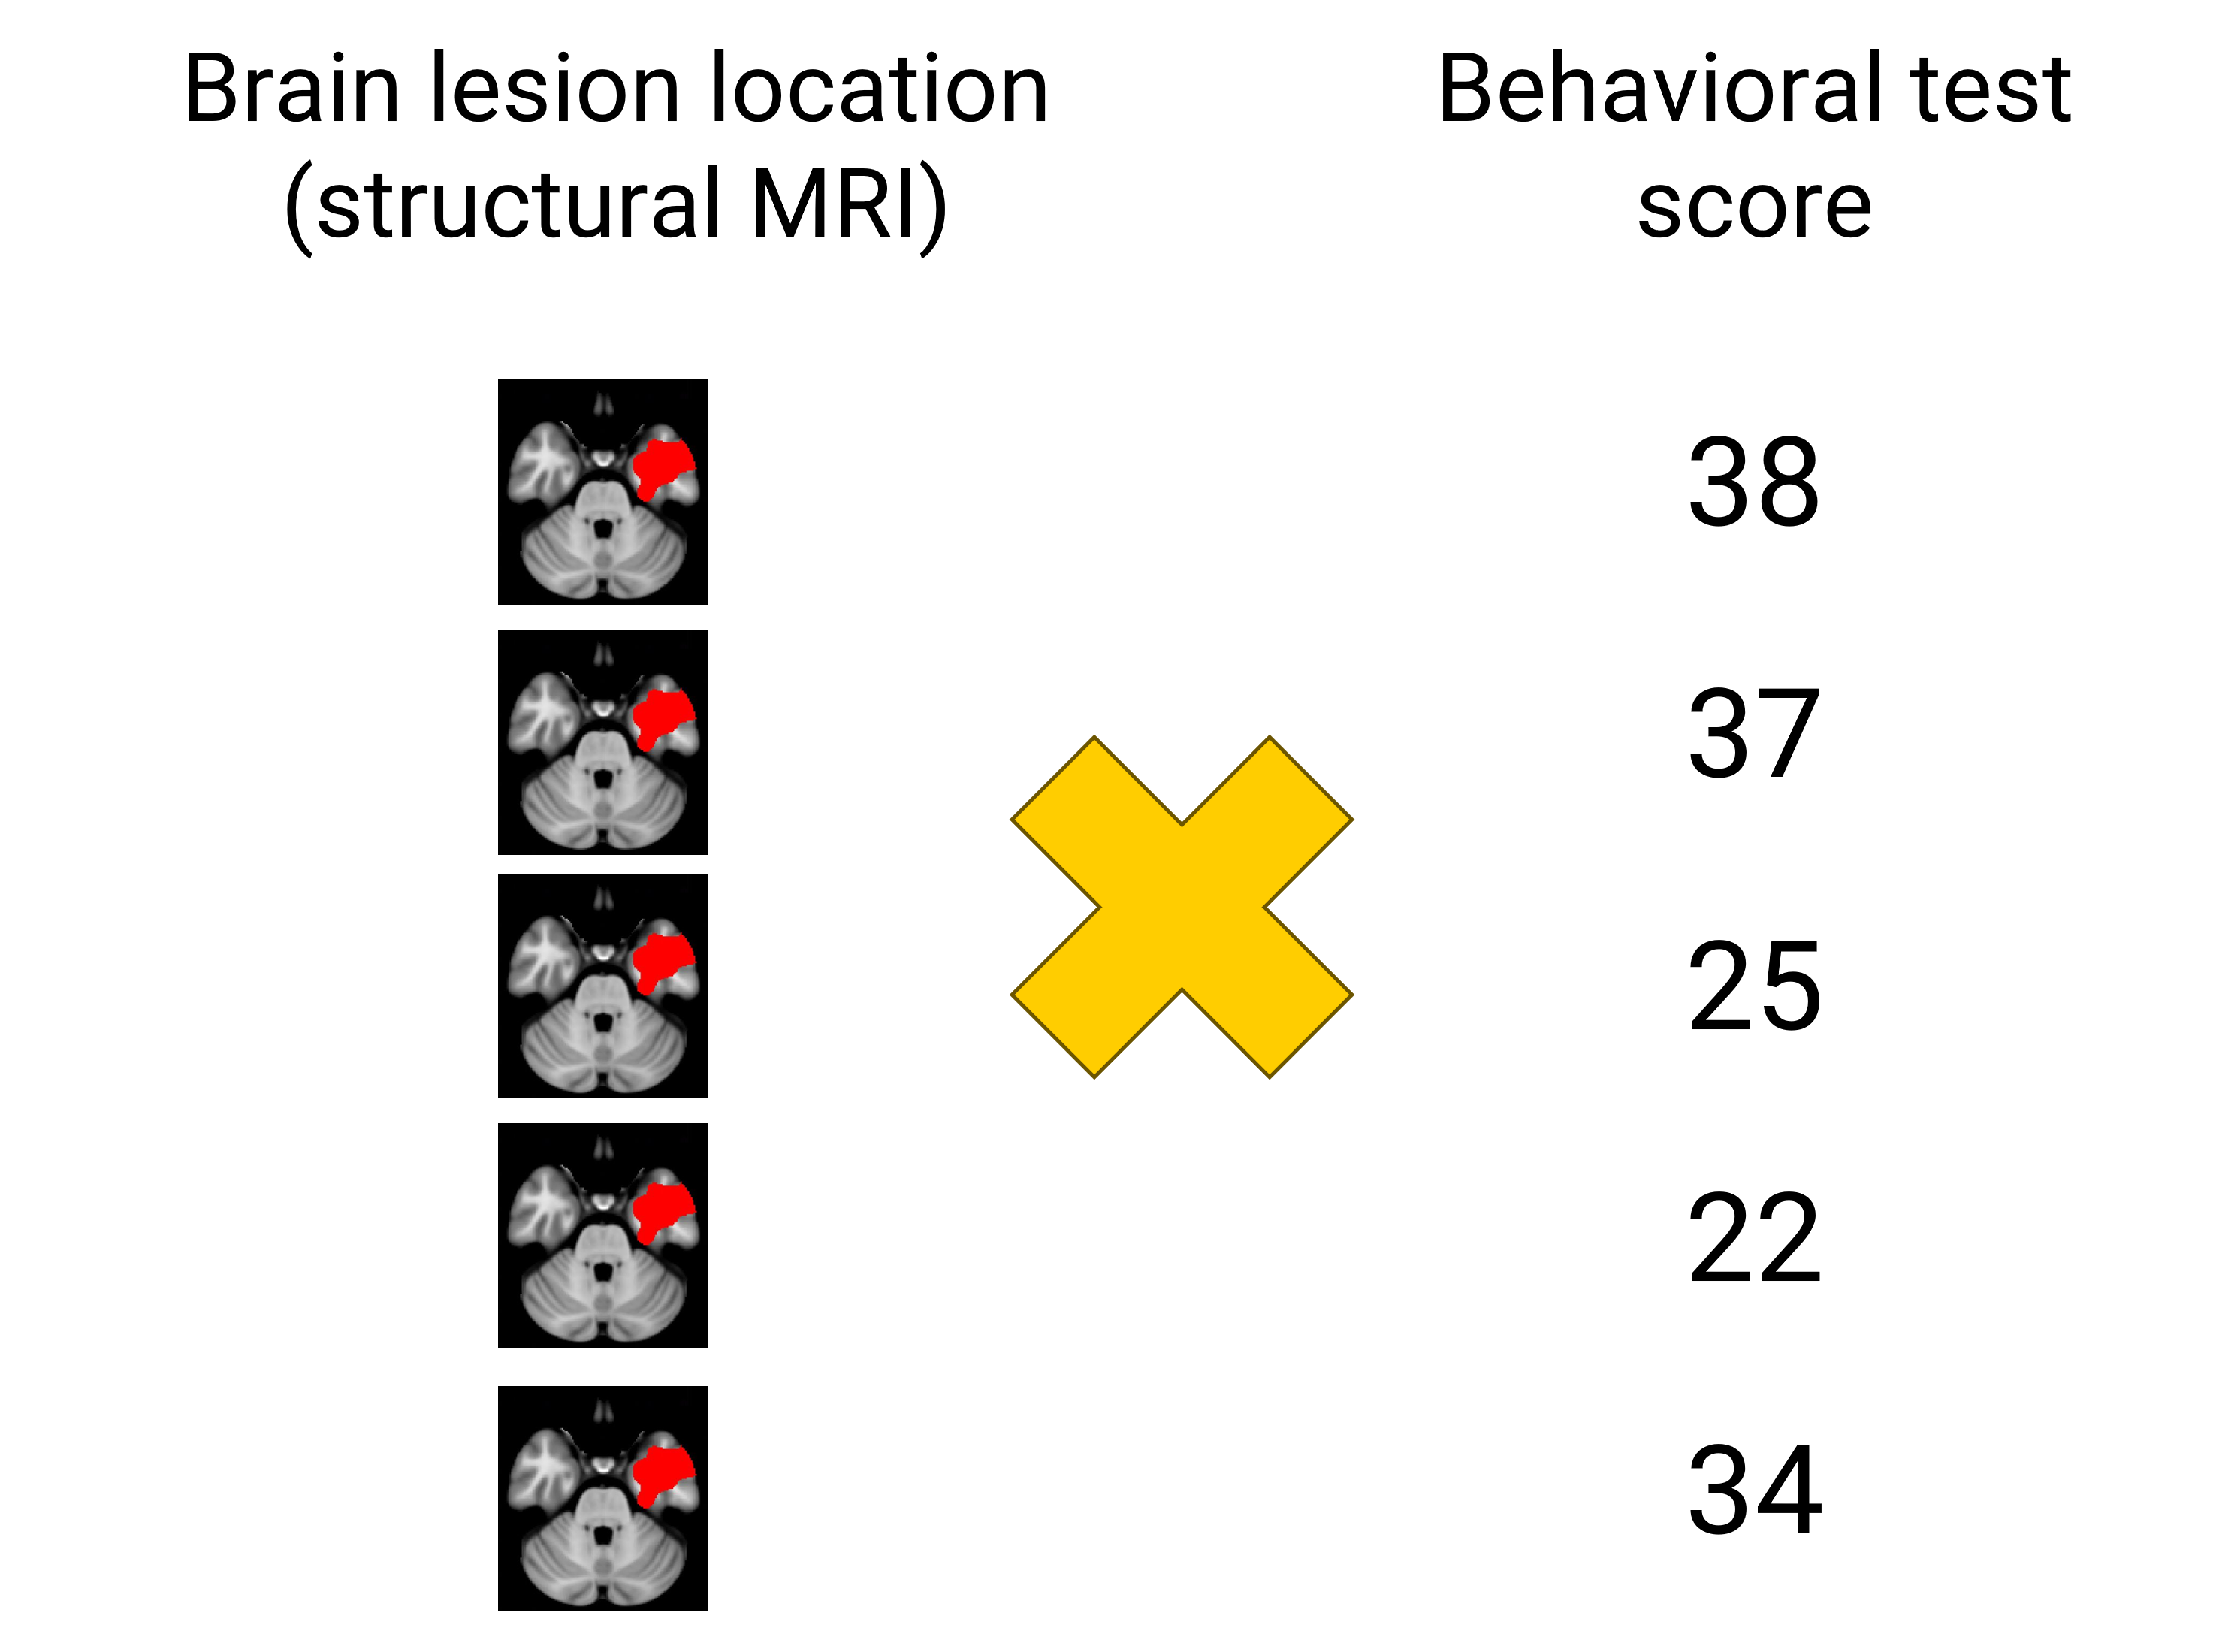 Brain lesion location
(structural MRI)
Behavioral test
score
38
37
25
22
34